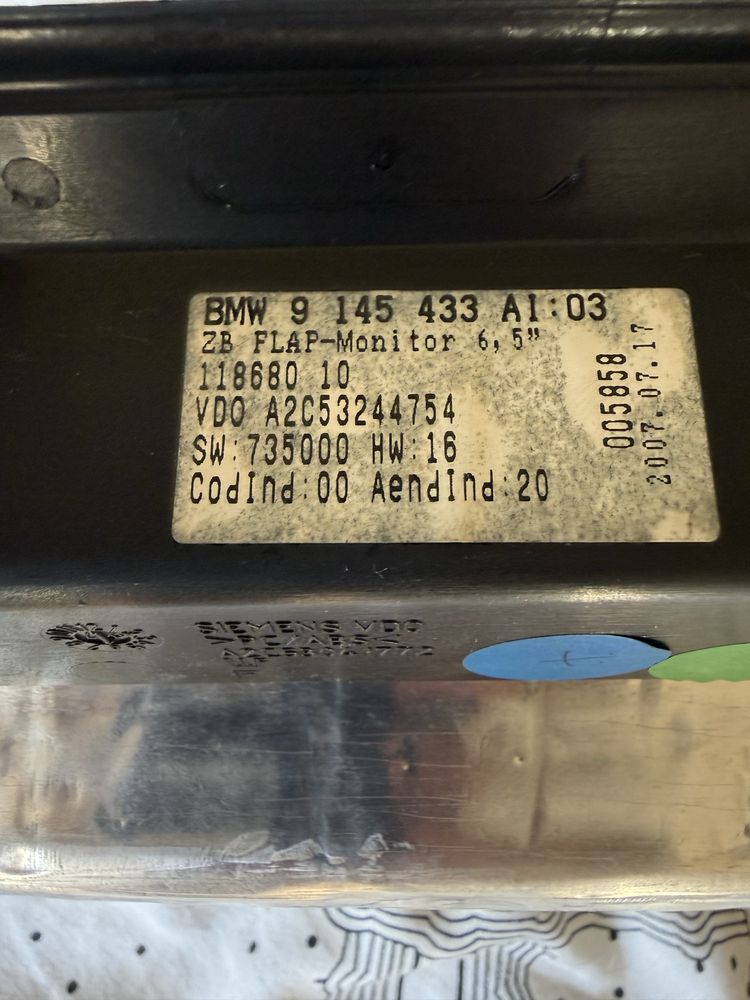 BMW 9 145 433 AI:03
ZB FLAP-Monitor 6,5"
118680 10
VDO A2C53244754
SW:735000 HW:16
CodInd:00 AendInd:20
005858
2007.07.17
SIEMENS VDO